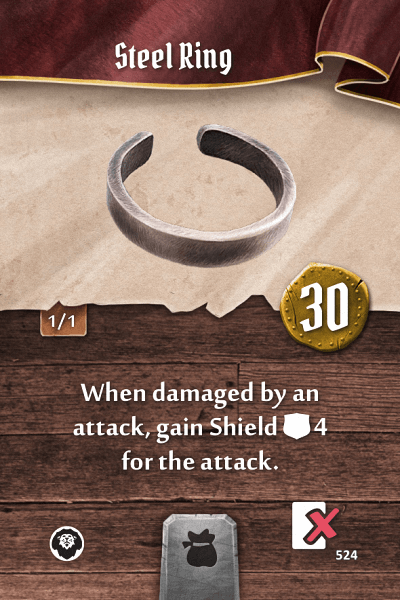 Steel Ring
30
1/1
When damaged by an
attack, gain Shield 4
for the attack.
524